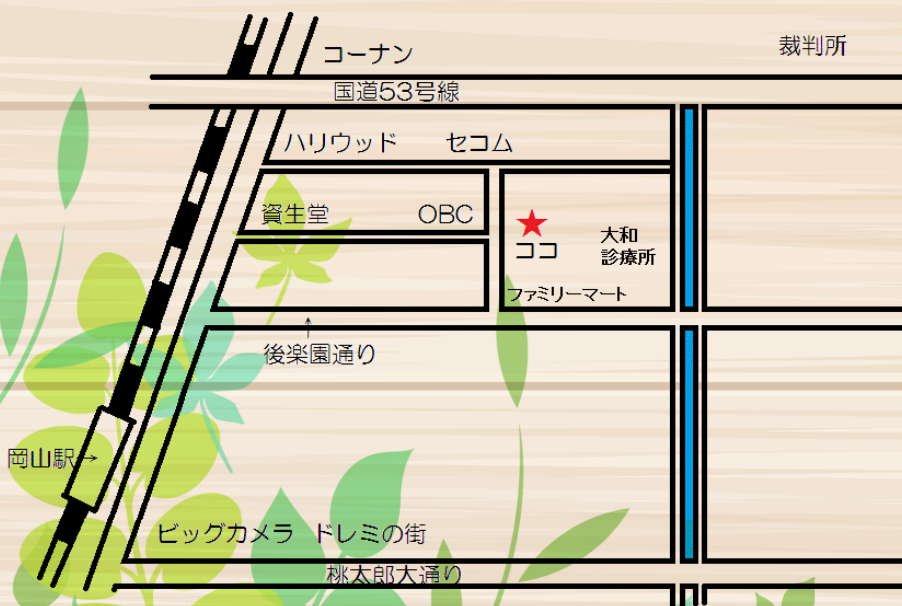 コーナン
裁判所
国道53号線
ハリウッド　セコム
資生堂
OBC
★
ココ
大和
診療所
ファミリーマート
↑
後楽園通り
岡山駅→
ビッグカメラ　ドレミの街
桃太郎大通り